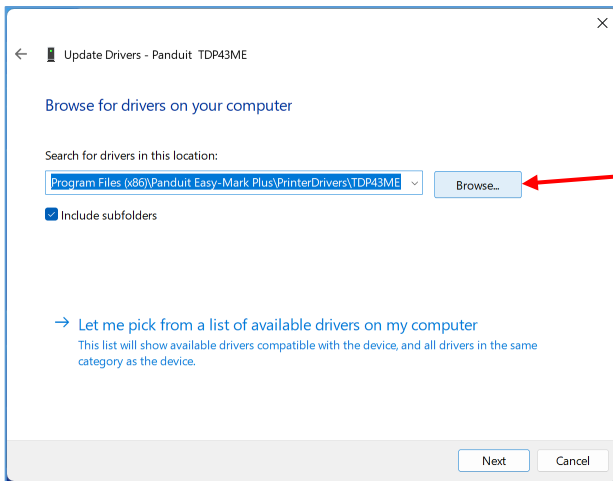 Update Drivers - Panduit TDP43ME
Browse for drivers on your computer
Search for drivers in this location:
Program Files (x86)\Panduit Easy-Mark Plus\PrinterDrivers\TDP43ME
Browse...
Include subfolders
Let me pick from a list of available drivers on my computer
This list will show available drivers compatible with the device, and all drivers in the same
category as the device.
Next
Cancel